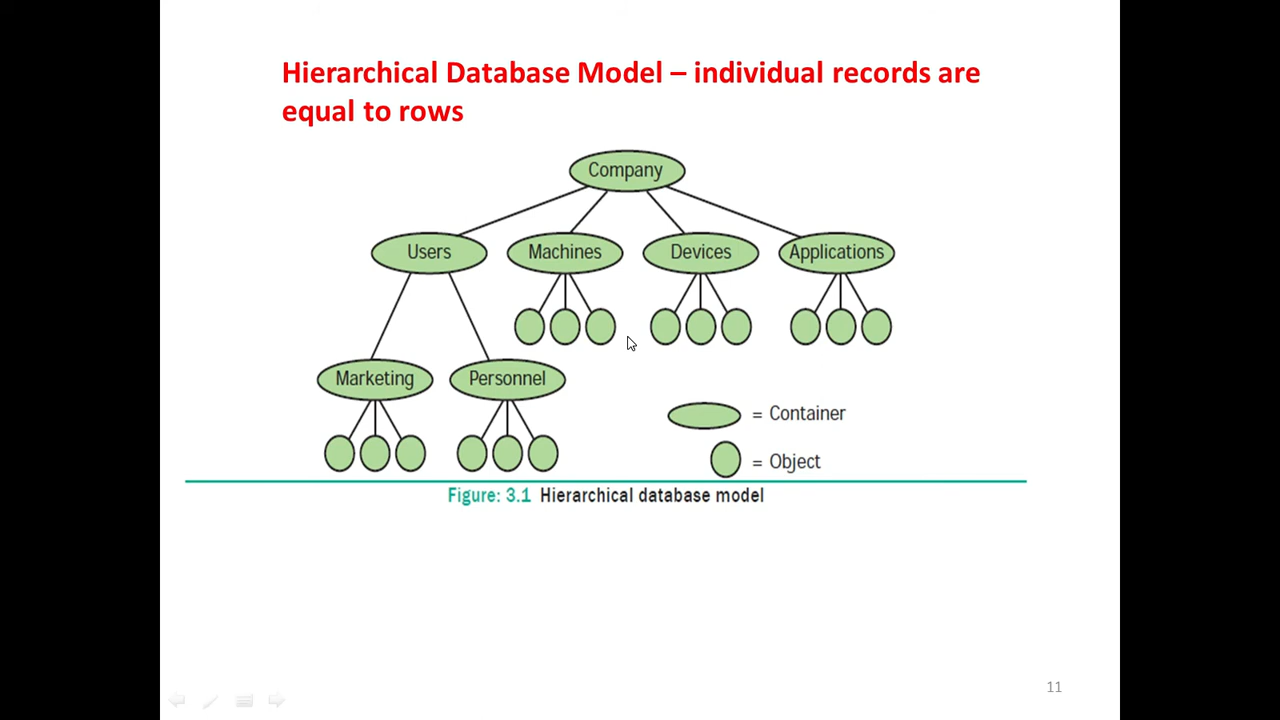 Hierarchical Database Model – individual records are
equal to rows
Company
Users
Machines
Devices
Applications
Marketing
Personnel
= Container
= Object
Figure: 3.1 Hierarchical database model
11